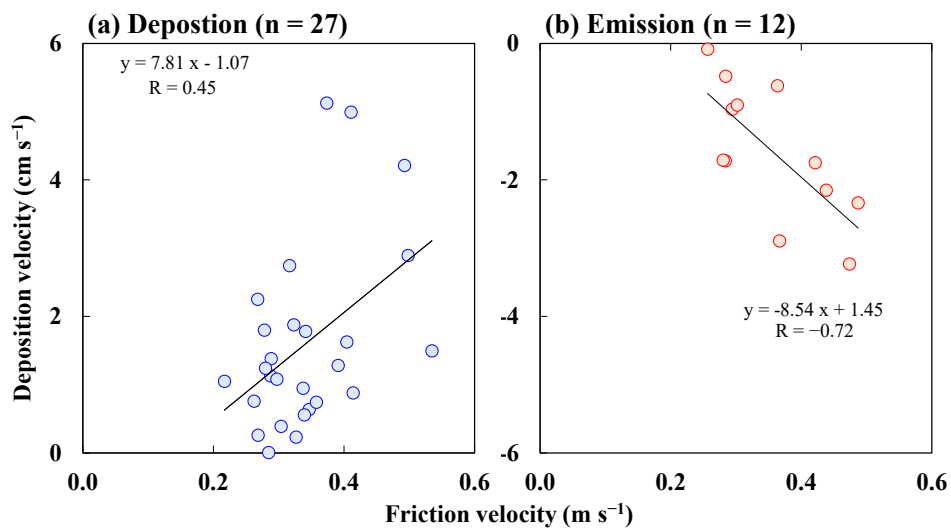 (a) Depostion (n = 27)
(b) Emission (n = 12)
y = 7.81 x - 1.07
R = 0.45
y = -8.54 x + 1.45
R = −0.72
Deposition velocity (cm s⁻¹)
6
4
2
0
0
-2
-4
-6
0.0 0.2 0.4 0.6
0.0 0.2 0.4 0.6
Friction velocity (m s⁻¹)